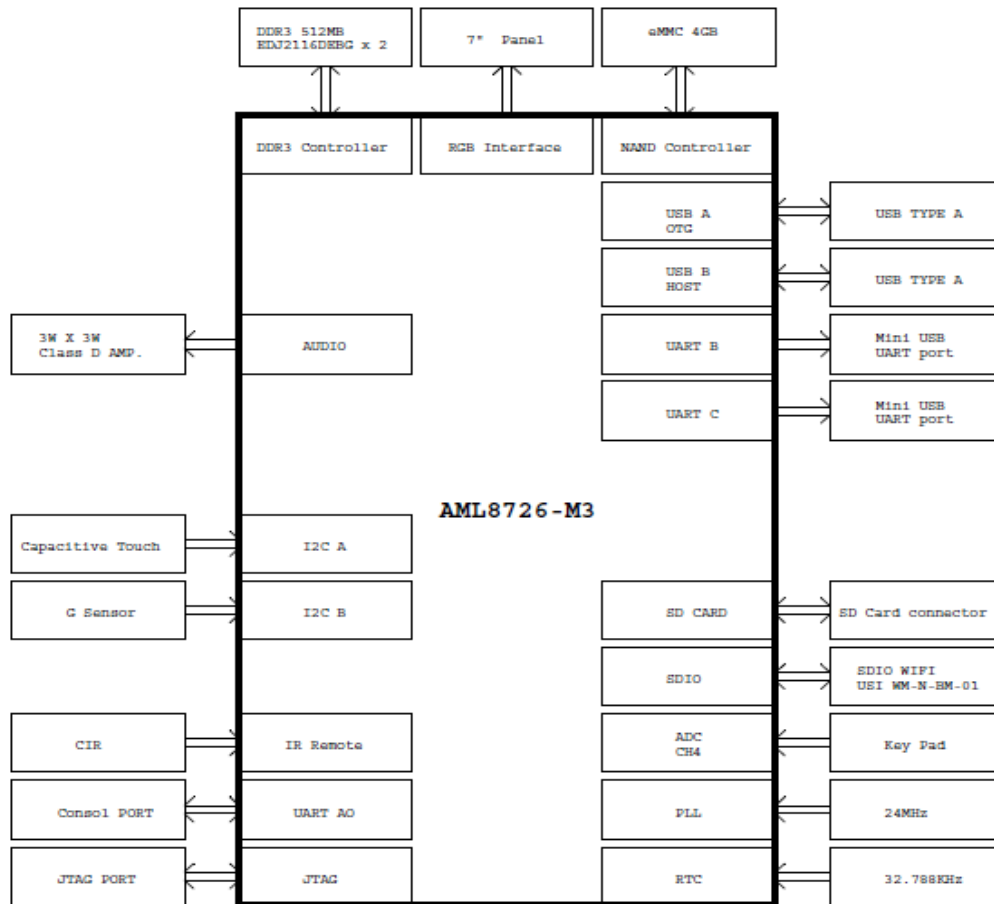 DDR3 512MB
EDJ2116DEBG x 2
7" Panel
eMMC 4GB
DDR3 Controller
RGB Interface
NAND Controller
USB A
OTG
USB TYPE A
USB B
HOST
USB TYPE A
3W X 3W
Class D AMP.
AUDIO
UART B
Mini USB
UART port
UART C
Mini USB
UART port
AML8726-M3
Capacitive Touch
I2C A
G Sensor
I2C B
SD CARD
SD Card connector
SDIO
SDIO WIFI
USI WM-N-BM-01
CIR
IR Remote
ADC
CH4
Key Pad
Consol PORT
UART AO
PLL
24MHz
JTAG PORT
JTAG
RTC
32.788KHz